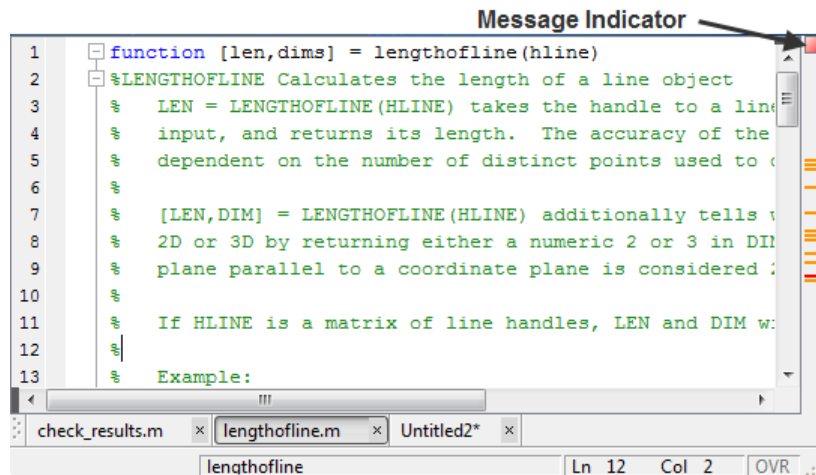 Message Indicator
1 function [len,dims] = lengthofline(hline)
2 %LENGTHOFLINE Calculates the length of a line object
3 %   LEN = LENGTHOFLINE(HLINE) takes the handle to a line
4 %   input, and returns its length.  The accuracy of the
5 %   dependent on the number of distinct points used to
6 %
7 %   [LEN,DIM] = LENGTHOFLINE(HLINE) additionally tells
8 %   2D or 3D by returning either a numeric 2 or 3 in DIM
9 %   plane parallel to a coordinate plane is considered
10 %
11 %   If HLINE is a matrix of line handles, LEN and DIM
12 %
13 %   Example:
check_results.m × lengthofline.m × Untitled2* ×
lengthofline Ln 12 Col 2 OVR